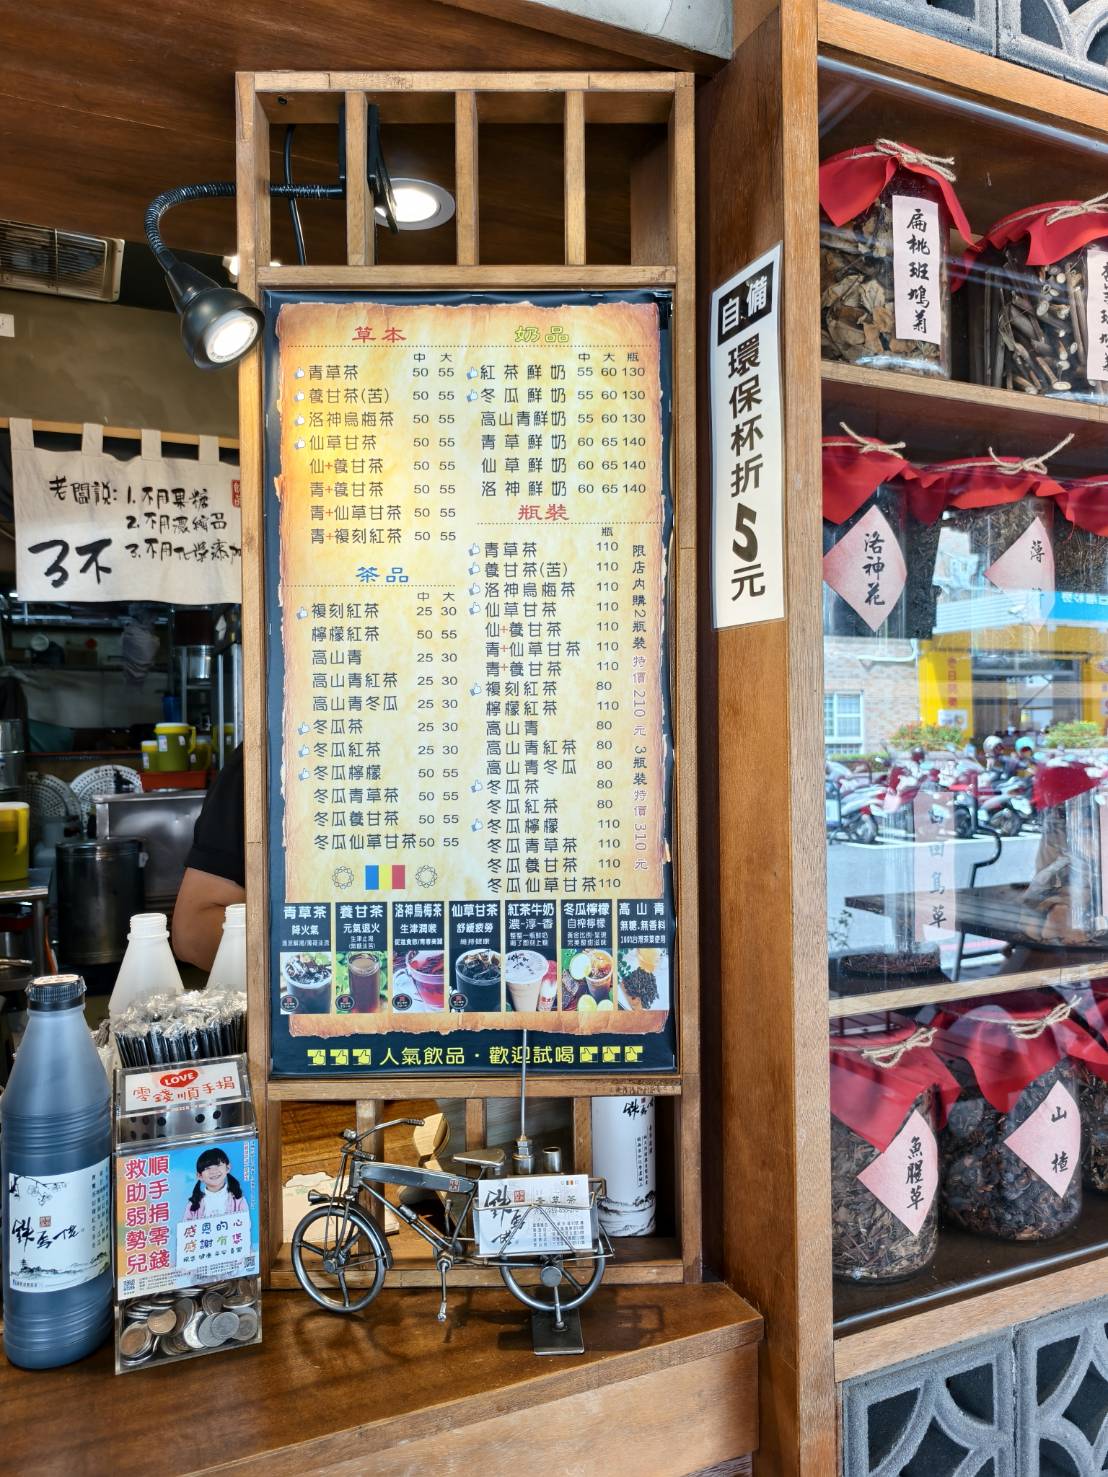 草本
中 大
青草茶 50 55
養甘茶(苦) 50 55
洛神烏梅茶 50 55
仙草甘茶 50 55
仙+養甘茶 50 55
青+養甘茶 50 55
青+仙草甘茶 50 55
青+複刻紅茶 50 55
茶品
中 大
複刻紅茶 25 30
檸檬紅茶 50 55
高山青 25 30
高山青紅茶 25 30
高山青冬瓜 25 30
冬瓜茶 25 30
冬瓜紅茶 25 30
冬瓜檸檬 50 55
冬瓜青草茶 50 55
冬瓜養甘茶 50 55
冬瓜仙草甘茶 50 55
奶品
中 大 瓶
紅茶鮮奶 55 60 130
冬瓜鮮奶 55 60 130
高山青鮮奶 55 60 130
青草鮮奶 60 65 140
仙草鮮奶 60 65 140
洛神鮮奶 60 65 140
瓶裝
瓶
青草茶 110
養甘茶(苦) 110
洛神烏梅茶 110
仙草甘茶 110
仙+養甘茶 110
青+仙草甘茶 110
青+養甘茶 110
複刻紅茶 80
檸檬紅茶 110
高山青 80
高山青紅茶 80
高山青冬瓜 80
冬瓜茶 80
冬瓜紅茶 80
冬瓜檸檬 110
冬瓜青草茶 110
冬瓜養甘茶 110
冬瓜仙草甘茶 110
限店內購2瓶裝特價210元 3瓶裝特價310元
青草茶
降火氣
養甘茶
元氣退火
生津止渴
洛神烏梅茶
生津潤喉
仙草甘茶
舒緩疲勞
維持健康
紅茶牛奶
濃~淳~香
冬瓜檸檬
自榨檸檬
高山青
無糖.無香料
人氣飲品・歡迎試喝
自備
環保杯折5元
老闆說:
3不
1.不用果糖
LOVE
零錢順手捐
順手捐零錢
救助弱勢兒
感恩的心
感謝有您
青草茶
扁桃斑鳩菊
洛神花
薄
魚腥草
山楂